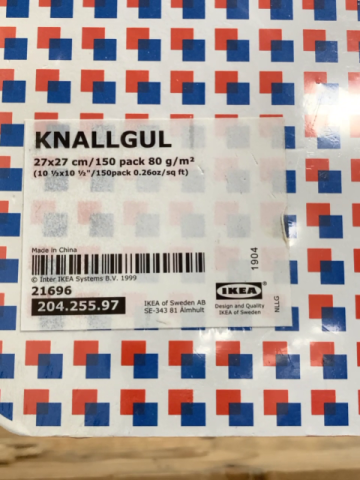 KNALLGUL
27x27 cm/150 pack 80 g/m²
(10 ½x10 ½"/150pack 0.26oz/sq ft)
Made in China
© Inter IKEA Systems B.V. 1999
21696
204.255.97
IKEA of Sweden AB
SE-343 81 Älmhult
IKEA
Design and Quality
IKEA of Sweden
1904
NLLG